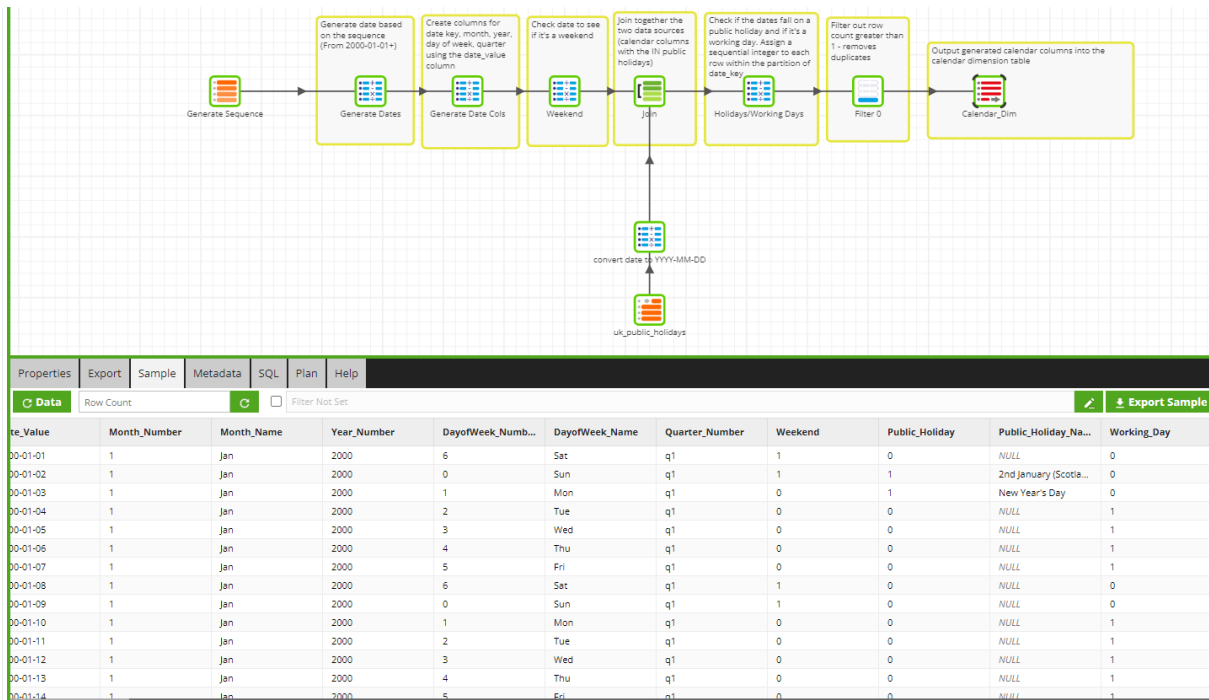 Generate date based
on the sequence
(From 2000-01-01+)
Create columns for
date key, month, year,
day of week, quarter
using the date_value
column
Check date to see
if it's a weekend
Join together the
two data sources
(calendar columns
with the IN public
holidays)
Check if the dates fall on a
public holiday and if it's a
working day. Assign a
sequential integer to each
row within the partition of
date_key
Filter out row
count greater than
1 - removes
duplicates
Output generated calendar columns into the
calendar dimension table
Generate Sequence
Generate Dates
Generate Date Cols
Weekend
Join
Holidays/Working Days
Filter 0
Calendar_Dim
convert date to YYYY-MM-DD
uk_public_holidays
Properties Export Sample Metadata SQL Plan Help
Data Row Count Filter Not Set Export Sample
te_Value Month_Number Month_Name Year_Number DayofWeek_Numb... DayofWeek_Name Quarter_Number Weekend Public_Holiday Public_Holiday_Na... Working_Day
00-01-01 1 Jan 2000 6 Sat q1 1 0 NULL 0
00-01-02 1 Jan 2000 0 Sun q1 1 1 2nd January (Scotla... 0
00-01-03 1 Jan 2000 1 Mon q1 0 1 New Year's Day 0
00-01-04 1 Jan 2000 2 Tue q1 0 0 NULL 1
00-01-05 1 Jan 2000 3 Wed q1 0 0 NULL 1
00-01-06 1 Jan 2000 4 Thu q1 0 0 NULL 1
00-01-07 1 Jan 2000 5 Fri q1 0 0 NULL 1
00-01-08 1 Jan 2000 6 Sat q1 1 0 NULL 0
00-01-09 1 Jan 2000 0 Sun q1 1 0 NULL 0
00-01-10 1 Jan 2000 1 Mon q1 0 0 NULL 1
00-01-11 1 Jan 2000 2 Tue q1 0 0 NULL 1
00-01-12 1 Jan 2000 3 Wed q1 0 0 NULL 1
00-01-13 1 Jan 2000 4 Thu q1 0 0 NULL 1
00-01-14 1 Jan 2000 5 Fri q1 0 0 NULL 1